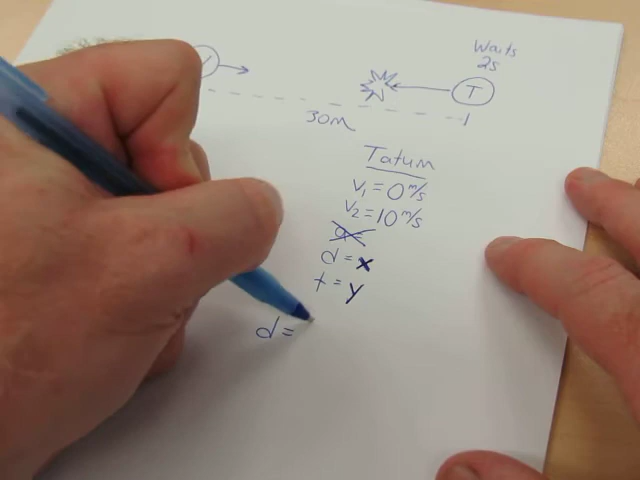 Waits
2s
T
30m
Tatum
V₁ = 0 m/s
V₂ = 10 m/s
a =
d = x
t = y
d =